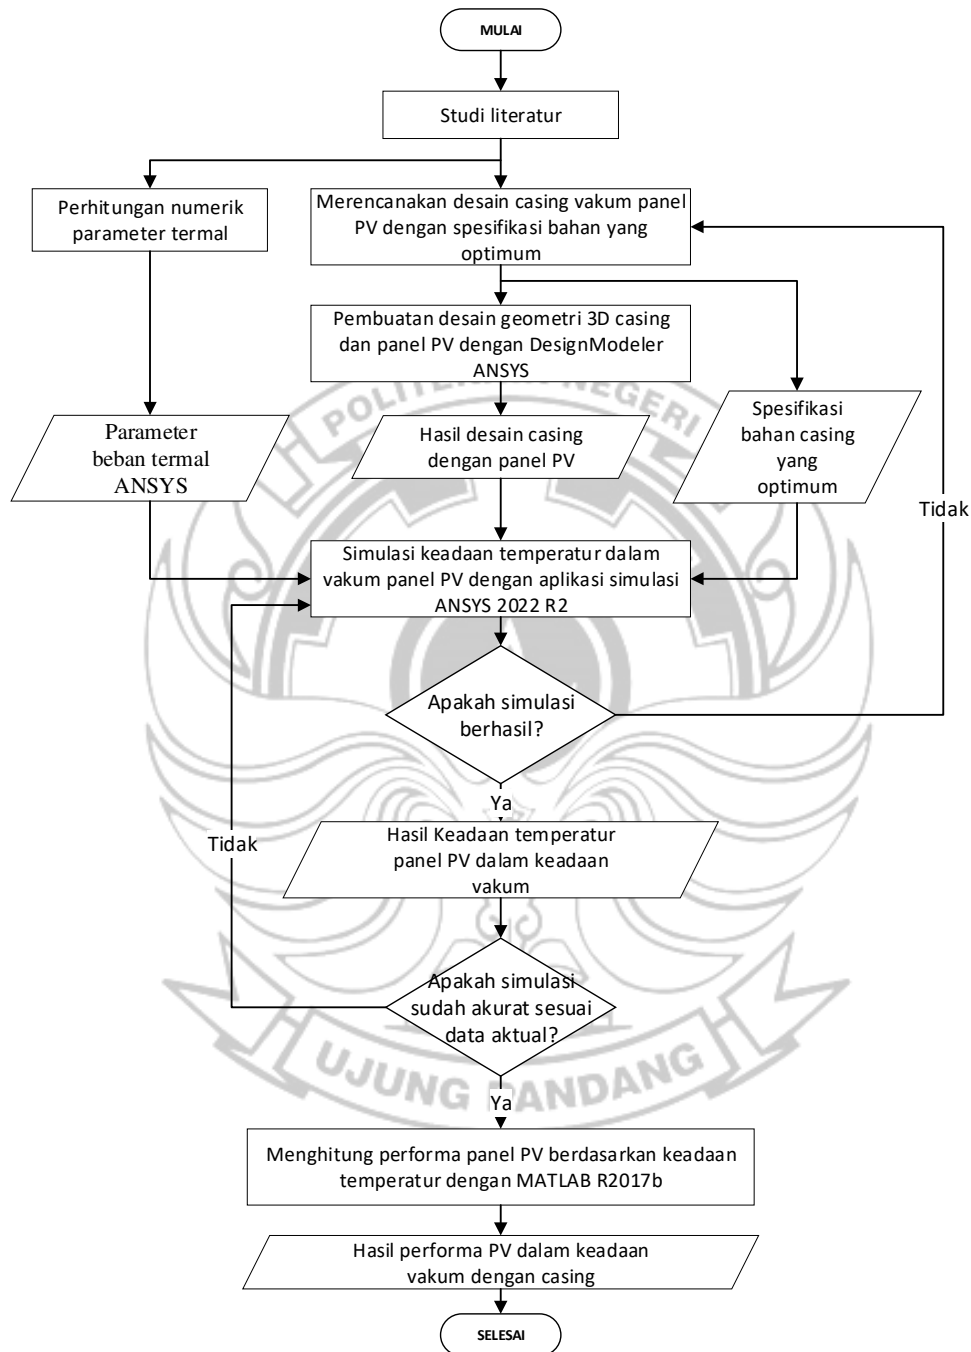 MULAI
Studi literatur
Perhitungan numerik
parameter termal
Merencanakan desain casing vakum panel
PV dengan spesifikasi bahan yang
optimum
Pembuatan desain geometri 3D casing
dan panel PV dengan DesignModeler
ANSYS
Parameter
beban termal
ANSYS
Hasil desain casing
dengan panel PV
Spesifikasi
bahan casing
yang
optimum
Tidak
Simulasi keadaan temperatur dalam
vakum panel PV dengan aplikasi simulasi
ANSYS 2022 R2
Apakah simulasi
berhasil?
Ya
Tidak
Hasil Keadaan temperatur
panel PV dalam keadaan
vakum
Apakah simulasi
sudah akurat sesuai
data aktual?
Ya
Menghitung performa panel PV berdasarkan keadaan
temperatur dengan MATLAB R2017b
Hasil performa PV dalam keadaan
vakum dengan casing
SELESAI
NEGERI
UJUNG PANDANG